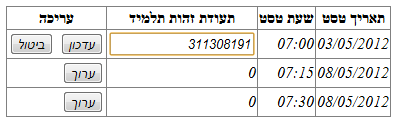 תאריך טסט שעת טסט תעודת זהות תלמיד עריכה
03/05/2012 07:00 311308191 עדכון ביטול
08/05/2012 07:15 0 ערוך
08/05/2012 07:30 0 ערוך